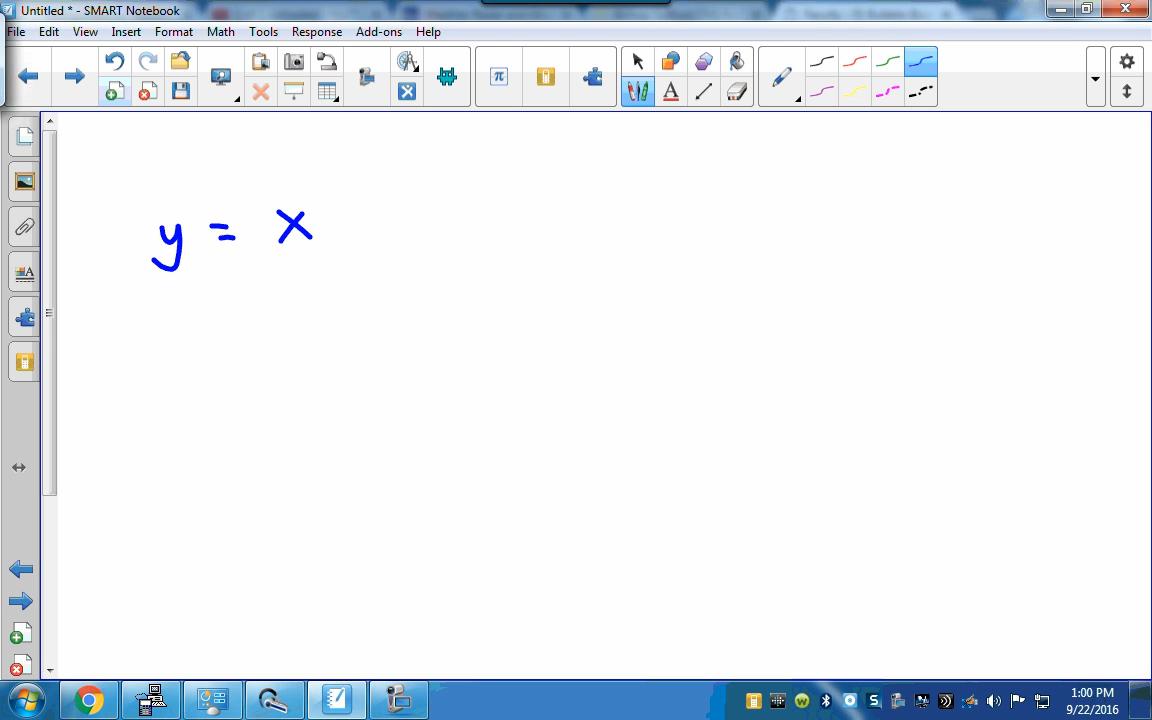 Untitled * - SMART Notebook
File Edit View Insert Format Math Tools Response Add-ons Help
y = x
1:00 PM
9/22/2016